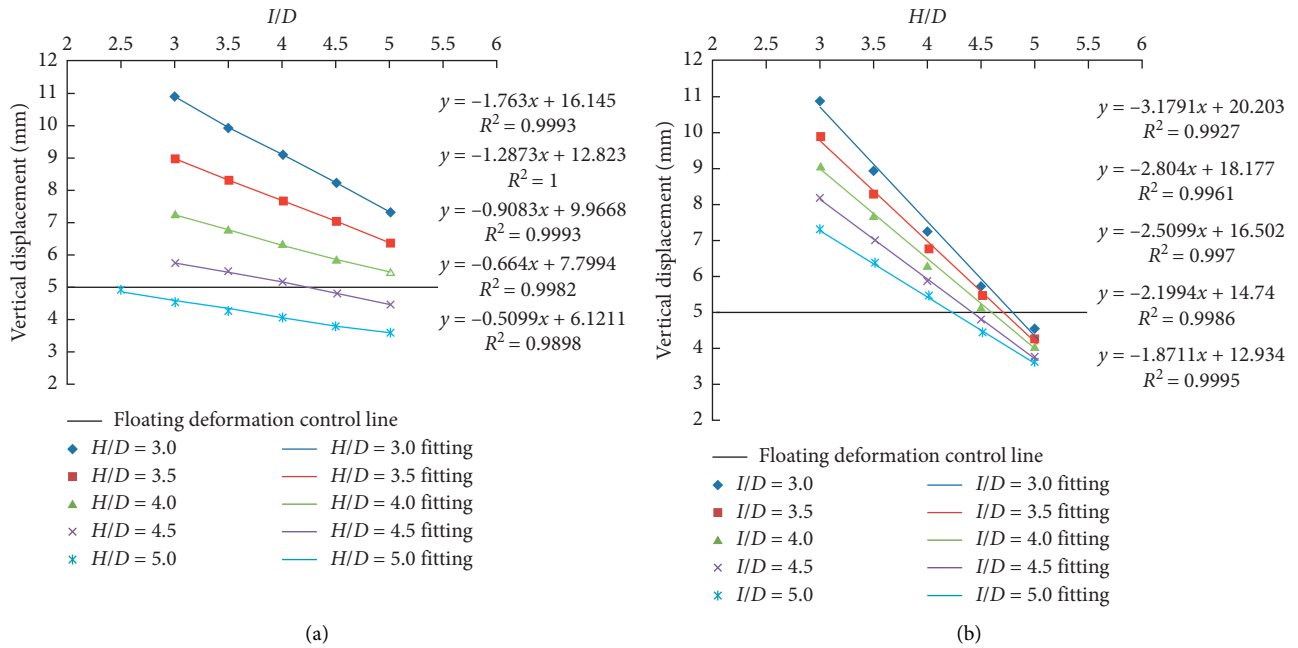 I/D
2 2.5 3 3.5 4 4.5 5 5.5 6
12
11
10
9
8
7
6
5
4
3
2
Vertical displacement (mm)
y = –1.763x + 16.145
R² = 0.9993
y = –1.2873x + 12.823
R² = 1
y = –0.9083x + 9.9668
R² = 0.9993
y = –0.664x + 7.7994
R² = 0.9982
y = –0.5099x + 6.1211
R² = 0.9898
Floating deformation control line
H/D = 3.0 H/D = 3.0 fitting
H/D = 3.5 H/D = 3.5 fitting
H/D = 4.0 H/D = 4.0 fitting
H/D = 4.5 H/D = 4.5 fitting
H/D = 5.0 H/D = 5.0 fitting
(a)
H/D
2 2.5 3 3.5 4 4.5 5 5.5 6
12
11
10
9
8
7
6
5
4
3
2
Vertical displacement (mm)
y = –3.1791x + 20.203
R² = 0.9927
y = –2.804x + 18.177
R² = 0.9961
y = –2.5099x + 16.502
R² = 0.997
y = –2.1994x + 14.74
R² = 0.9986
y = –1.8711x + 12.934
R² = 0.9995
Floating deformation control line
I/D = 3.0 I/D = 3.0 fitting
I/D = 3.5 I/D = 3.5 fitting
I/D = 4.0 I/D = 4.0 fitting
I/D = 4.5 I/D = 4.5 fitting
I/D = 5.0 I/D = 5.0 fitting
(b)